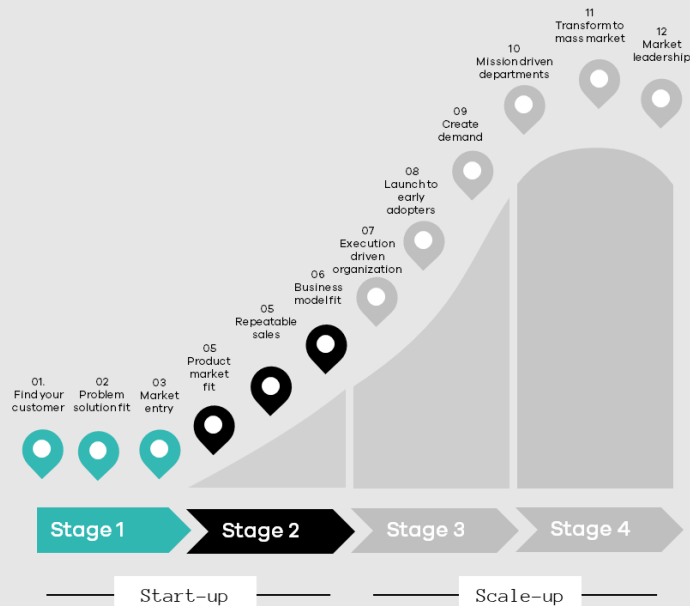 01.
Find your
customer
02
Problem
solution fit
03
Market
entry
05
Product
market
fit
05
Repeatable
sales
06
Business
model fit
07
Execution
driven
organization
08
Launch to
early
adopters
09
Create
demand
10
Mission driven
departments
11
Transform to
mass market
12
Market
leadership
Stage 1
Stage 2
Stage 3
Stage 4
Start-up
Scale-up